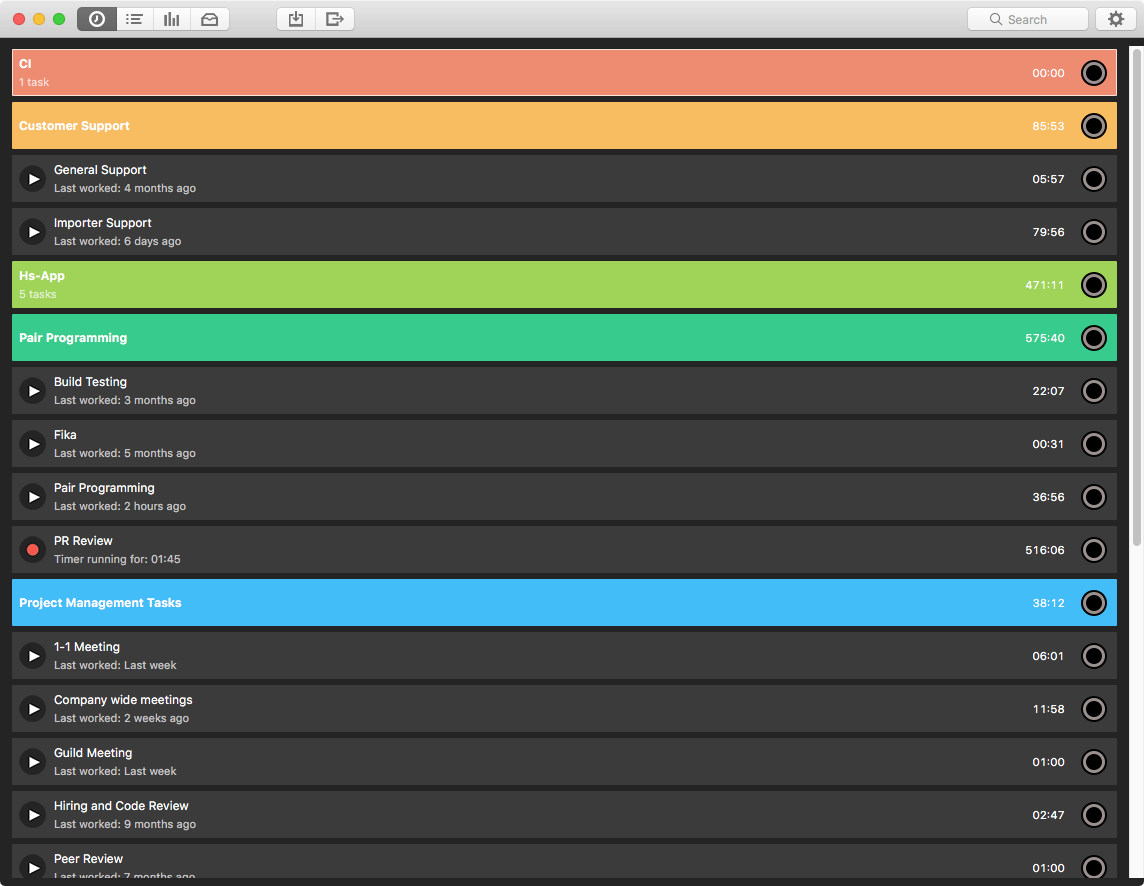 Search
CI
1 task
00:00
Customer Support
85:53
General Support
Last worked: 4 months ago
05:57
Importer Support
Last worked: 6 days ago
79:56
Hs-App
5 tasks
471:11
Pair Programming
575:40
Build Testing
Last worked: 3 months ago
22:07
Fika
Last worked: 5 months ago
00:31
Pair Programming
Last worked: 2 hours ago
36:56
PR Review
Timer running for: 01:45
516:06
Project Management Tasks
38:12
1-1 Meeting
Last worked: Last week
06:01
Company wide meetings
Last worked: 2 weeks ago
11:58
Guild Meeting
Last worked: Last week
01:00
Hiring and Code Review
Last worked: 9 months ago
02:47
Peer Review
Last worked: 7 months ago
01:00